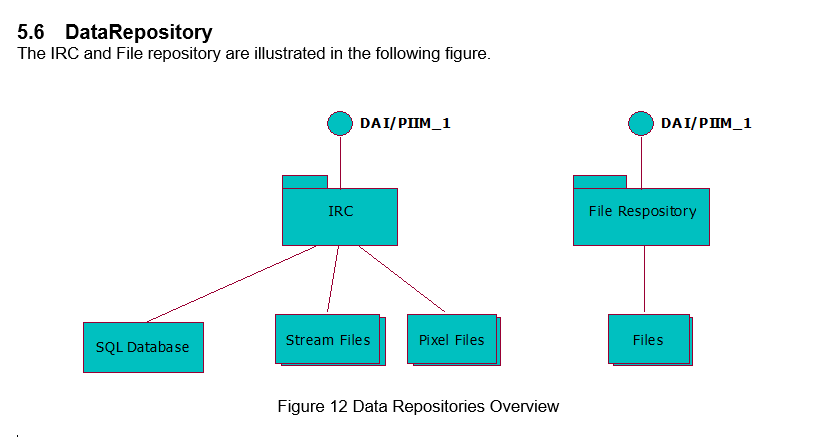 5.6 DataRepository
The IRC and File repository are illustrated in the following figure.
DAI/PIIM_1
DAI/PIIM_1
IRC
File Respository
SQL Database
Stream Files
Pixel Files
Files
Figure 12 Data Repositories Overview